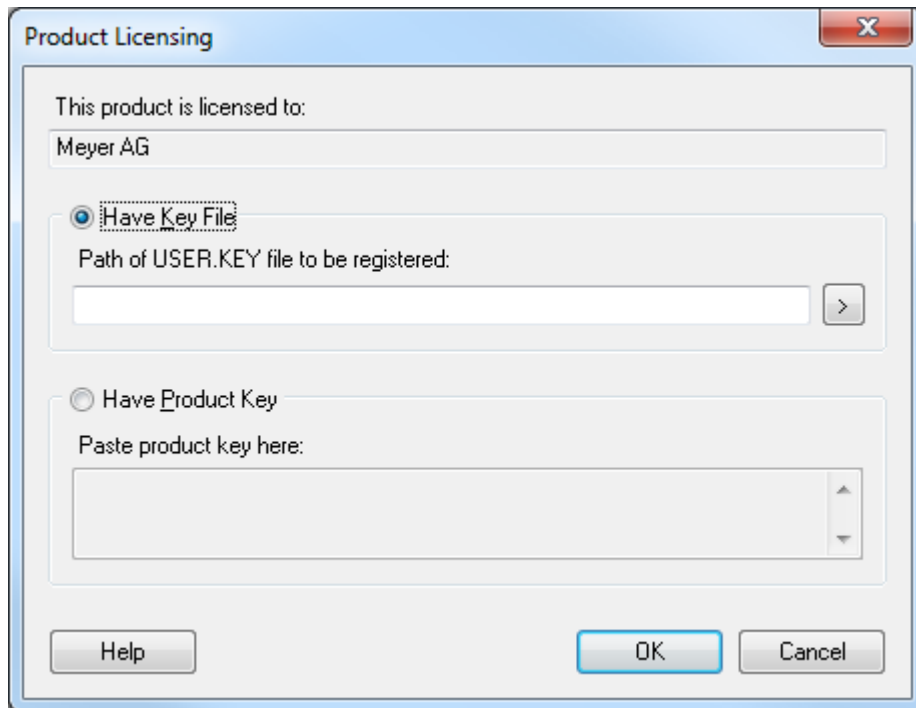 Product Licensing
This product is licensed to:
Meyer AG
Have Key File
Path of USER.KEY file to be registered:
>
Have Product Key
Paste product key here:
Help
OK
Cancel